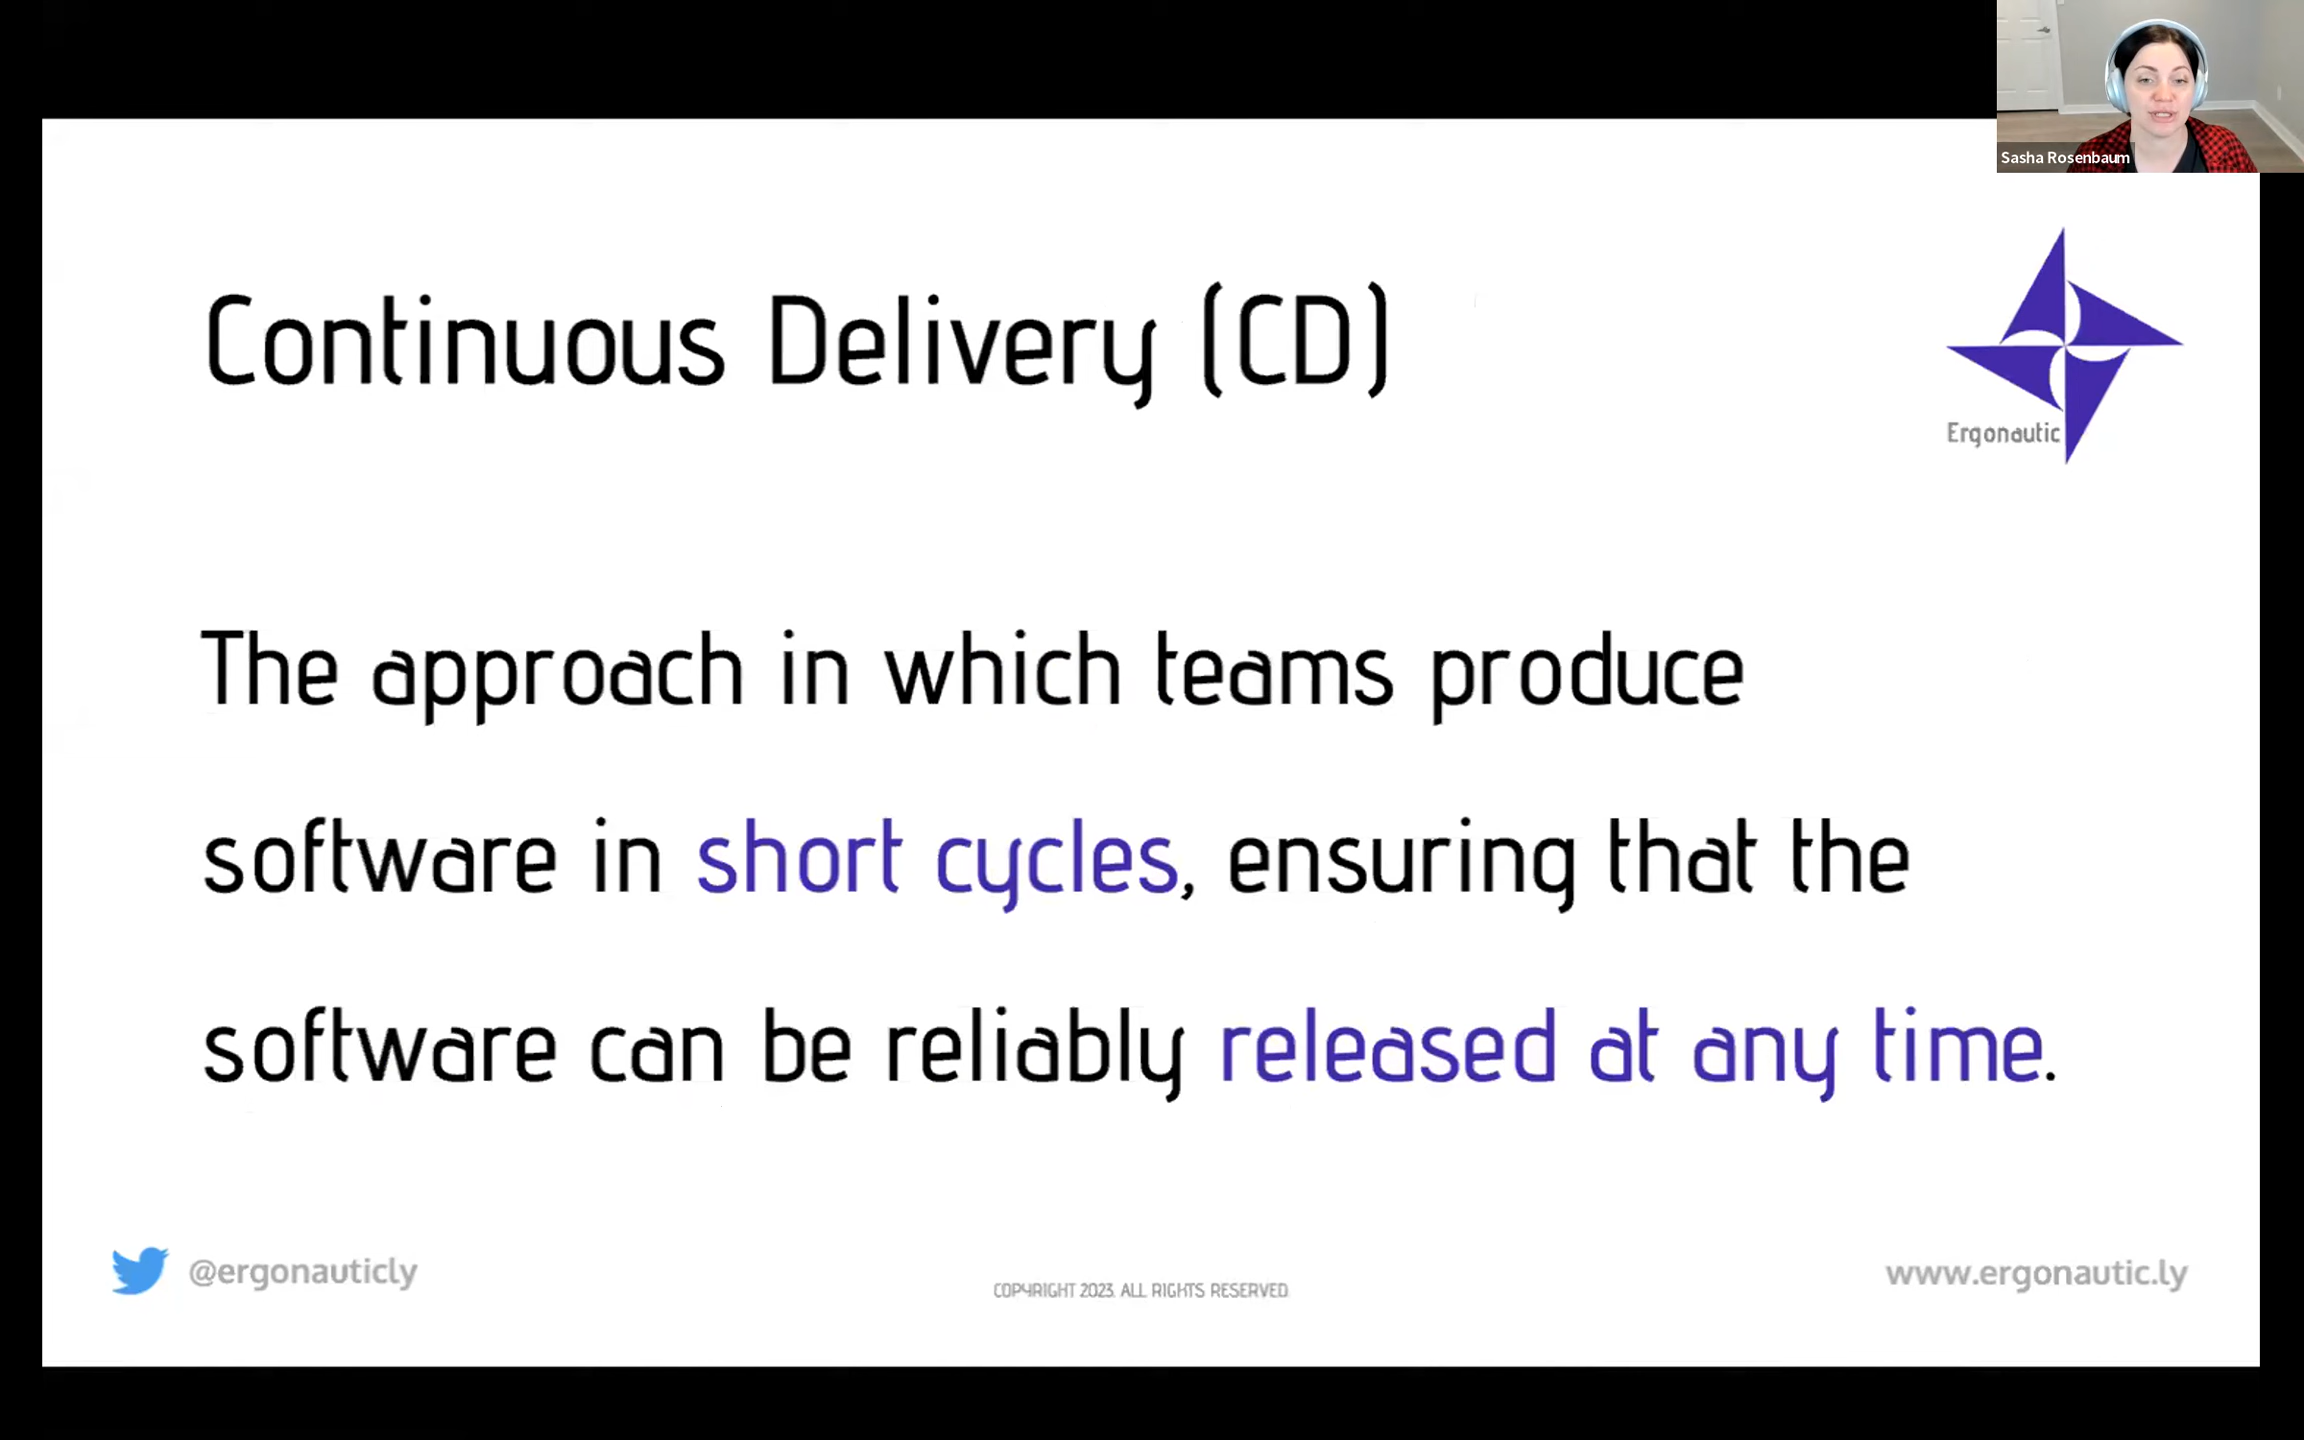 Sasha Rosenbaum
Continuous Delivery (CD)
Ergonautic
The approach in which teams produce
software in short cycles, ensuring that the
software can be reliably released at any time.
@ergonauticly
COPYRIGHT 2023. ALL RIGHTS RESERVED.
www.ergonautic.ly